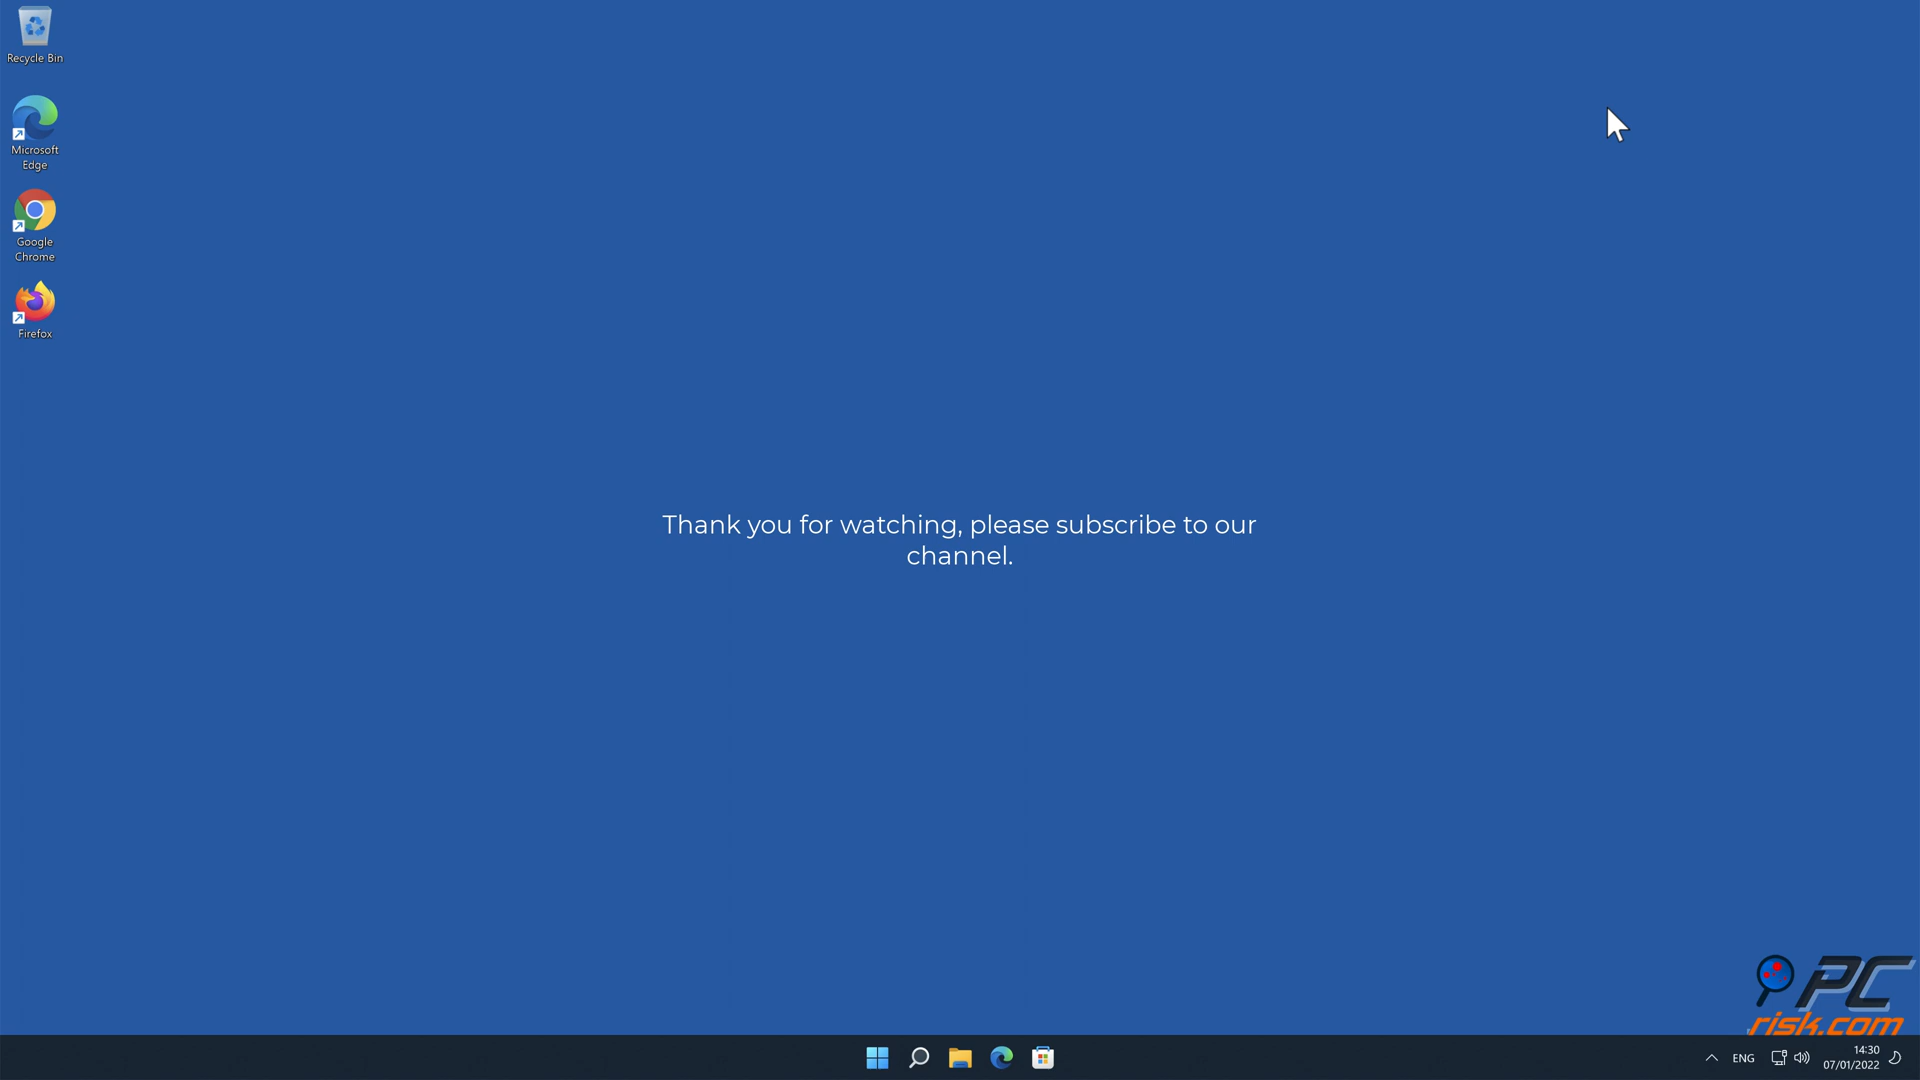 Recycle Bin
Microsoft
Edge
Google
Chrome
Firefox
Thank you for watching, please subscribe to our
channel.
PC
risk.com
ENG
14:30
07/01/2022